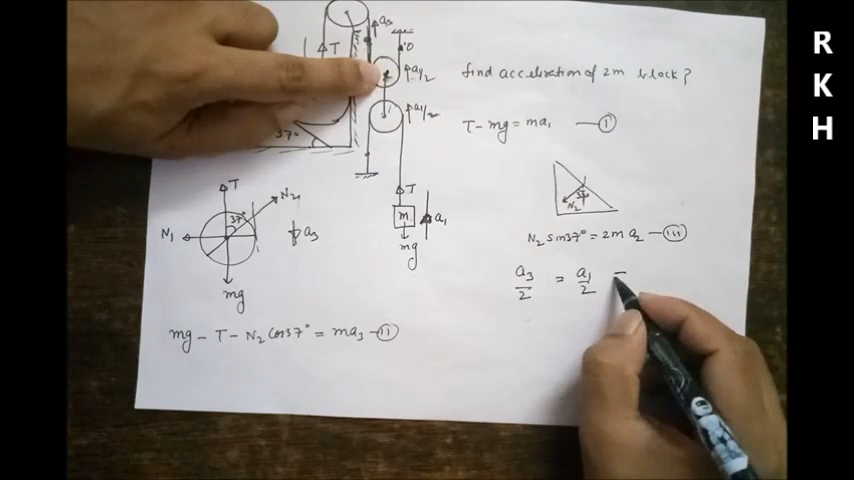 a3
T
0
a1/2
a1/2
37°
find acceleration of 2m block?
T - mg = ma1 — I
37°
N2
N2 sin37° = 2m a2 — III
a3/2 = a1/2
T
N2
37°
N1
a3
mg
T
m
a1
mg
mg - T - N2 cos37° = ma3 — II
R
K
H